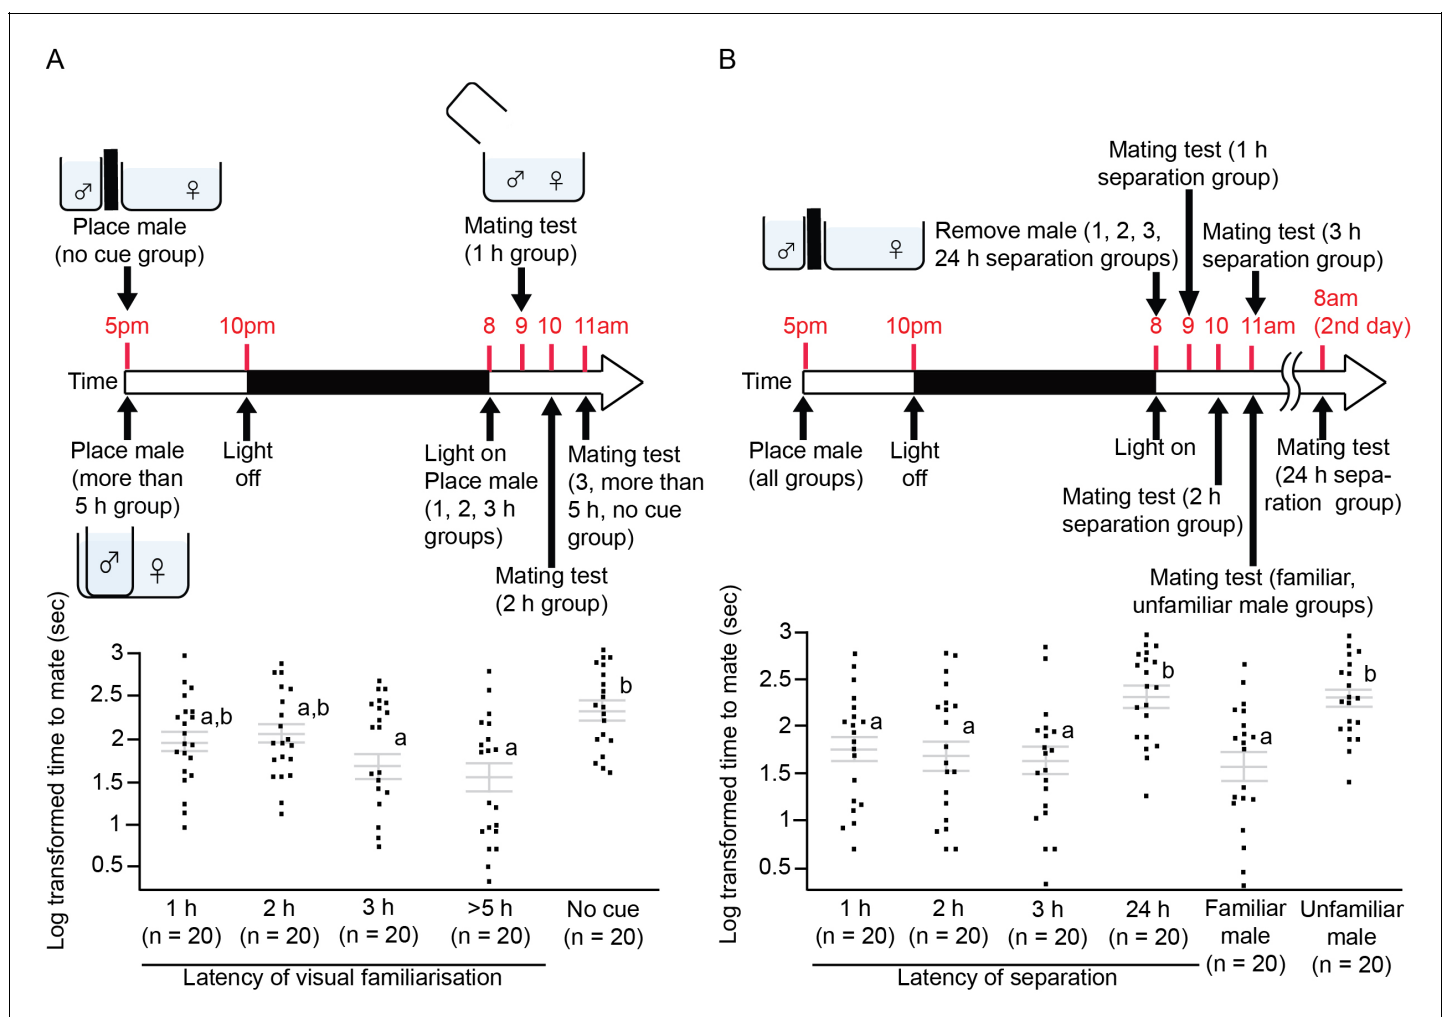 A
♂ ♀
Place male
(no cue group)
♂ ♀
Mating test
(1 h group)
5pm 10pm 8 9 10 11am
Time
Place male
(more than
5 h group)
♂ ♀
Light
off
Light on
Place male
(1, 2, 3 h
groups)
Mating test
(3, more than
5 h, no cue
group)
Mating test
(2 h group)
Log transformed time to mate (sec)
3
2.5
2
1.5
1
0.5
a,b a,b a a b
1 h 2 h 3 h >5 h No cue
(n = 20) (n = 20) (n = 20) (n = 20) (n = 20)
Latency of visual familiarisation
B
♂ ♀
Mating test (1 h
separation group)
Remove male (1, 2, 3,
24 h separation groups)
Mating test (3 h
separation group)
8am
5pm 10pm 8 9 10 11am (2nd day)
Time
Place male
(all groups)
Light
off
Light on
Mating test (2 h
separation group)
Mating test
(24 h sepa-
ration group)
Mating test (familiar,
unfamiliar male groups)
Log transformed time to mate (sec)
3
2.5
2
1.5
1
0.5
a a a b a b
1 h 2 h 3 h 24 h Familiar Unfamiliar
(n = 20) (n = 20) (n = 20) (n = 20) male male
(n = 20) (n = 20)
Latency of separation